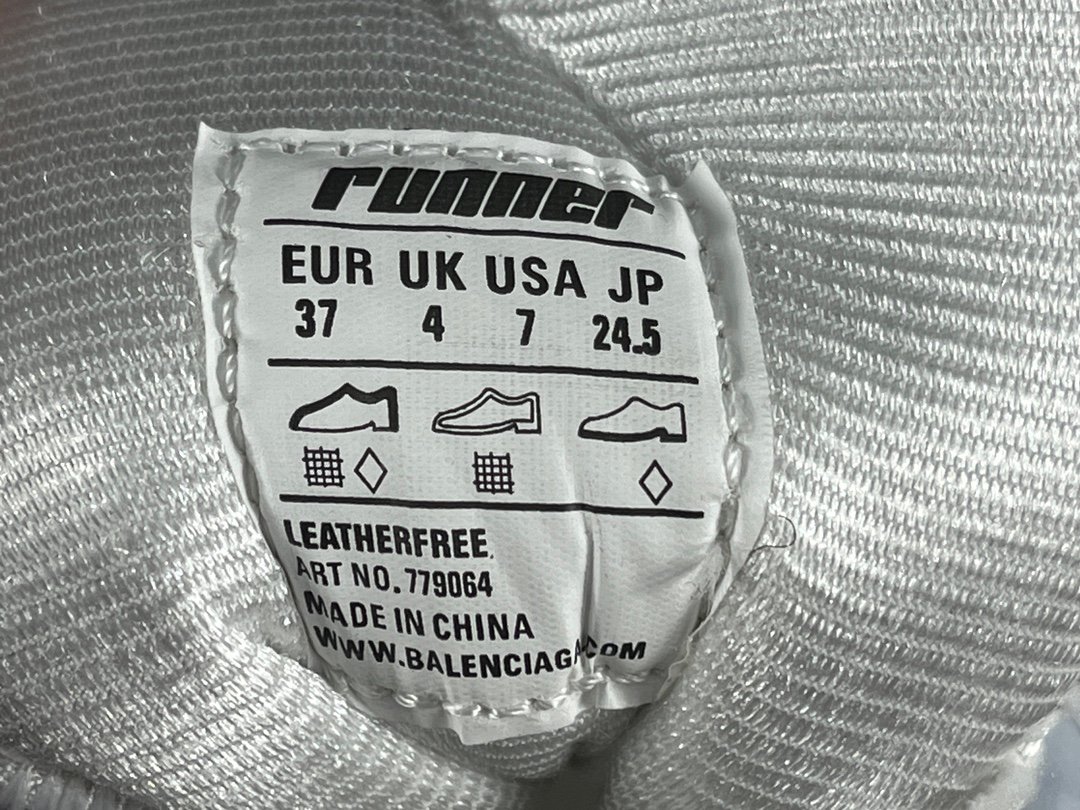 runner
EUR UK USA JP
37 4 7 24.5
LEATHERFREE
ART NO.779064
MADE IN CHINA
WWW.BALENCIAGA.COM